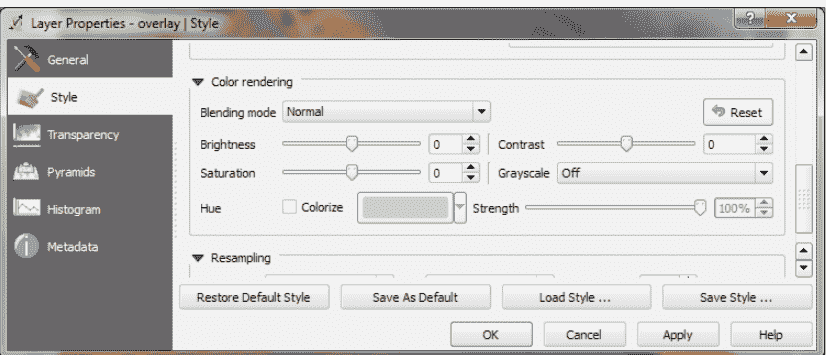 Layer Properties - overlay | Style
General
Style
Transparency
Pyramids
Histogram
Metadata
Color rendering
Blending mode Normal Reset
Brightness 0 Contrast 0
Saturation 0 Grayscale Off
Hue Colorize Strength 100%
Resampling
Restore Default Style Save As Default Load Style ... Save Style ...
OK Cancel Apply Help